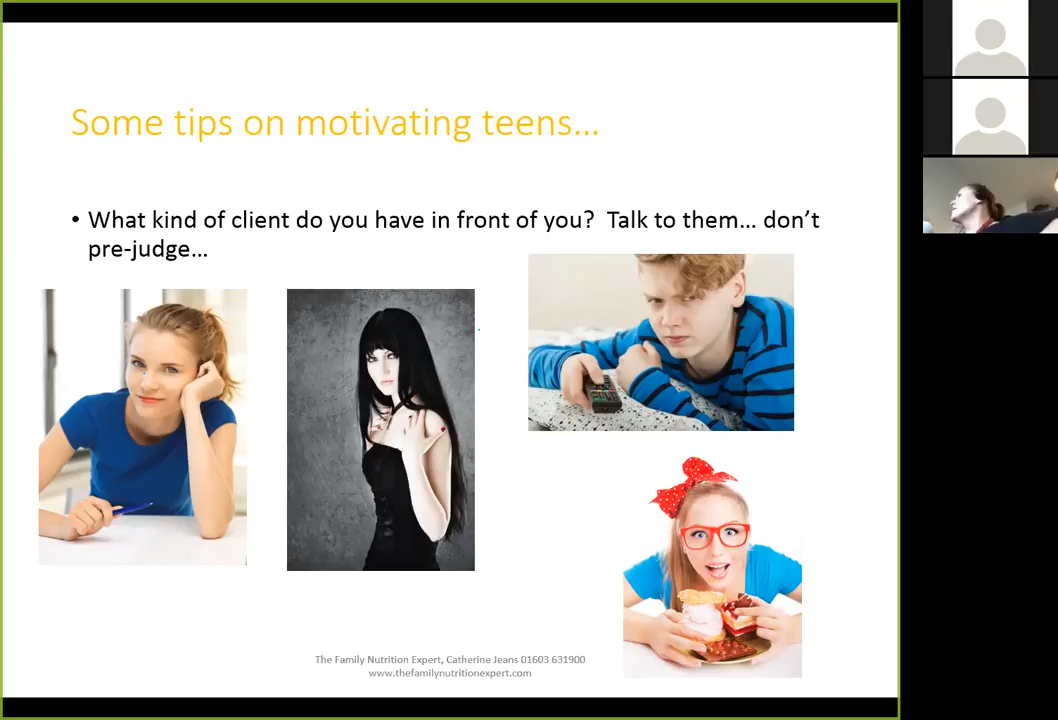 Some tips on motivating teens…
• What kind of client do you have in front of you?  Talk to them… don’t
pre-judge…
The Family Nutrition Expert, Catherine Jeans 01603 631900
www.thefamilynutritionexpert.com